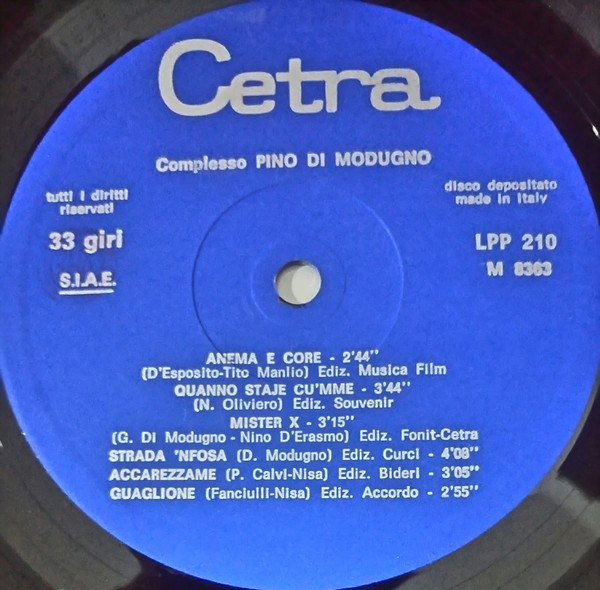 Cetra
Complesso PINO DI MODUGNO
tutti i diritti
riservati
disco depositato
made in Italy
33 giri
LPP 210
S.I.A.E.
M 8363
ANEMA E CORE - 2'44"
(D'Esposito-Tito Manlio) Ediz. Musica Film
QUANNO STAJE CU'MME - 3'44"
(N. Oliviero) Ediz. Souvenir
MISTER X - 3'15"
(G. Di Modugno - Nino D'Erasmo) Ediz. Fonit-Cetra
STRADA 'NFOSA (D. Modugno) Ediz. Curci - 4'08"
ACCAREZZAME (P. Calvi-Nisa) Ediz. Bideri - 3'05"
GUAGLIONE (Fanciulli-Nisa) Ediz. Accordo - 2'55"